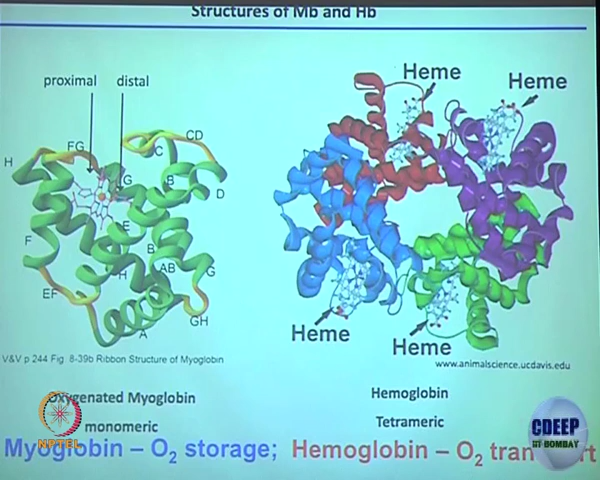 Structures of Mb and Hb
proximal distal
Heme
Heme
CD
FG
C
H
G
B
D
E
F
B
H
AB
G
EF
GH
A
Heme
Heme
V&V p 244 Fig. 8-39b Ribbon Structure of Myoglobin
www.animalscience.ucdavis.edu
Oxygenated Myoglobin
Hemoglobin
monomeric
Tetrameric
NPTEL
CDEEP
IIT BOMBAY
Myoglobin – O2 storage; Hemoglobin – O2